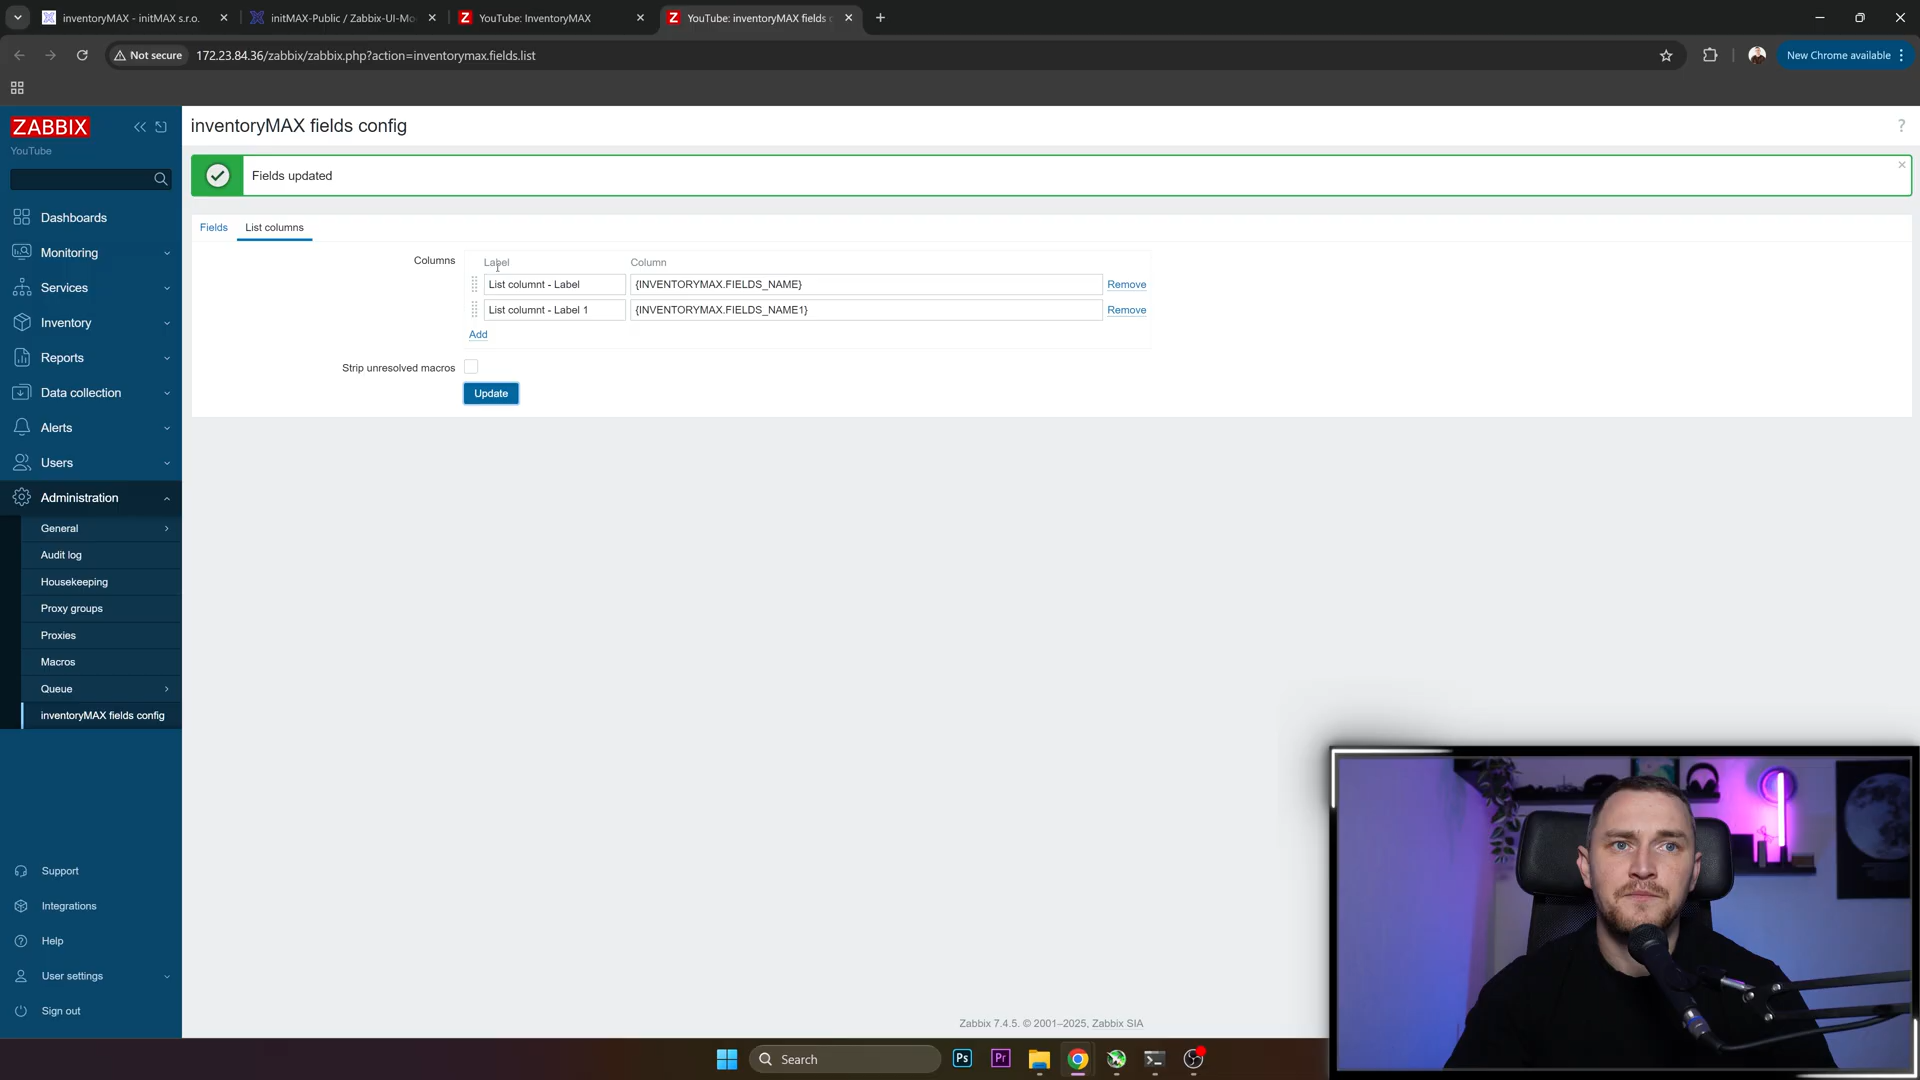 inventoryMAX - initMAX s.r.o.
initMAX-Public / Zabbix-UI-Mo
YouTube: InventoryMAX
YouTube: inventoryMAX fields c
Not secure
172.23.84.36/zabbix/zabbix.php?action=inventorymax.fields.list
New Chrome available
ZABBIX
YouTube
Dashboards
Monitoring
Services
Inventory
Reports
Data collection
Alerts
Users
Administration
General
Audit log
Housekeeping
Proxy groups
Proxies
Macros
Queue
inventoryMAX fields config
Support
Integrations
Help
User settings
Sign out
inventoryMAX fields config
?
Fields updated
Fields
List columns
Columns
Label
Column
List columnt - Label
{INVENTORYMAX.FIELDS_NAME}
Remove
List columnt - Label 1
{INVENTORYMAX.FIELDS_NAME1}
Remove
Add
Strip unresolved macros
Update
Zabbix 7.4.5. © 2001–2025, Zabbix SIA
Search
Ps
Pr